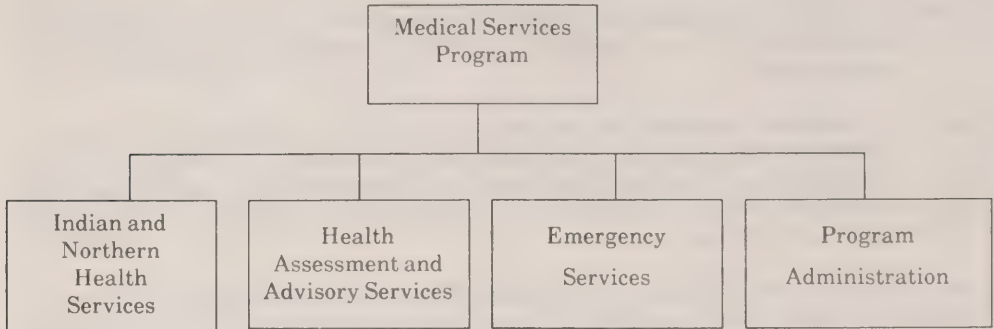 Medical Services
Program
Indian and
Northern
Health
Services
Health
Assessment and
Advisory Services
Emergency
Services
Program
Administration